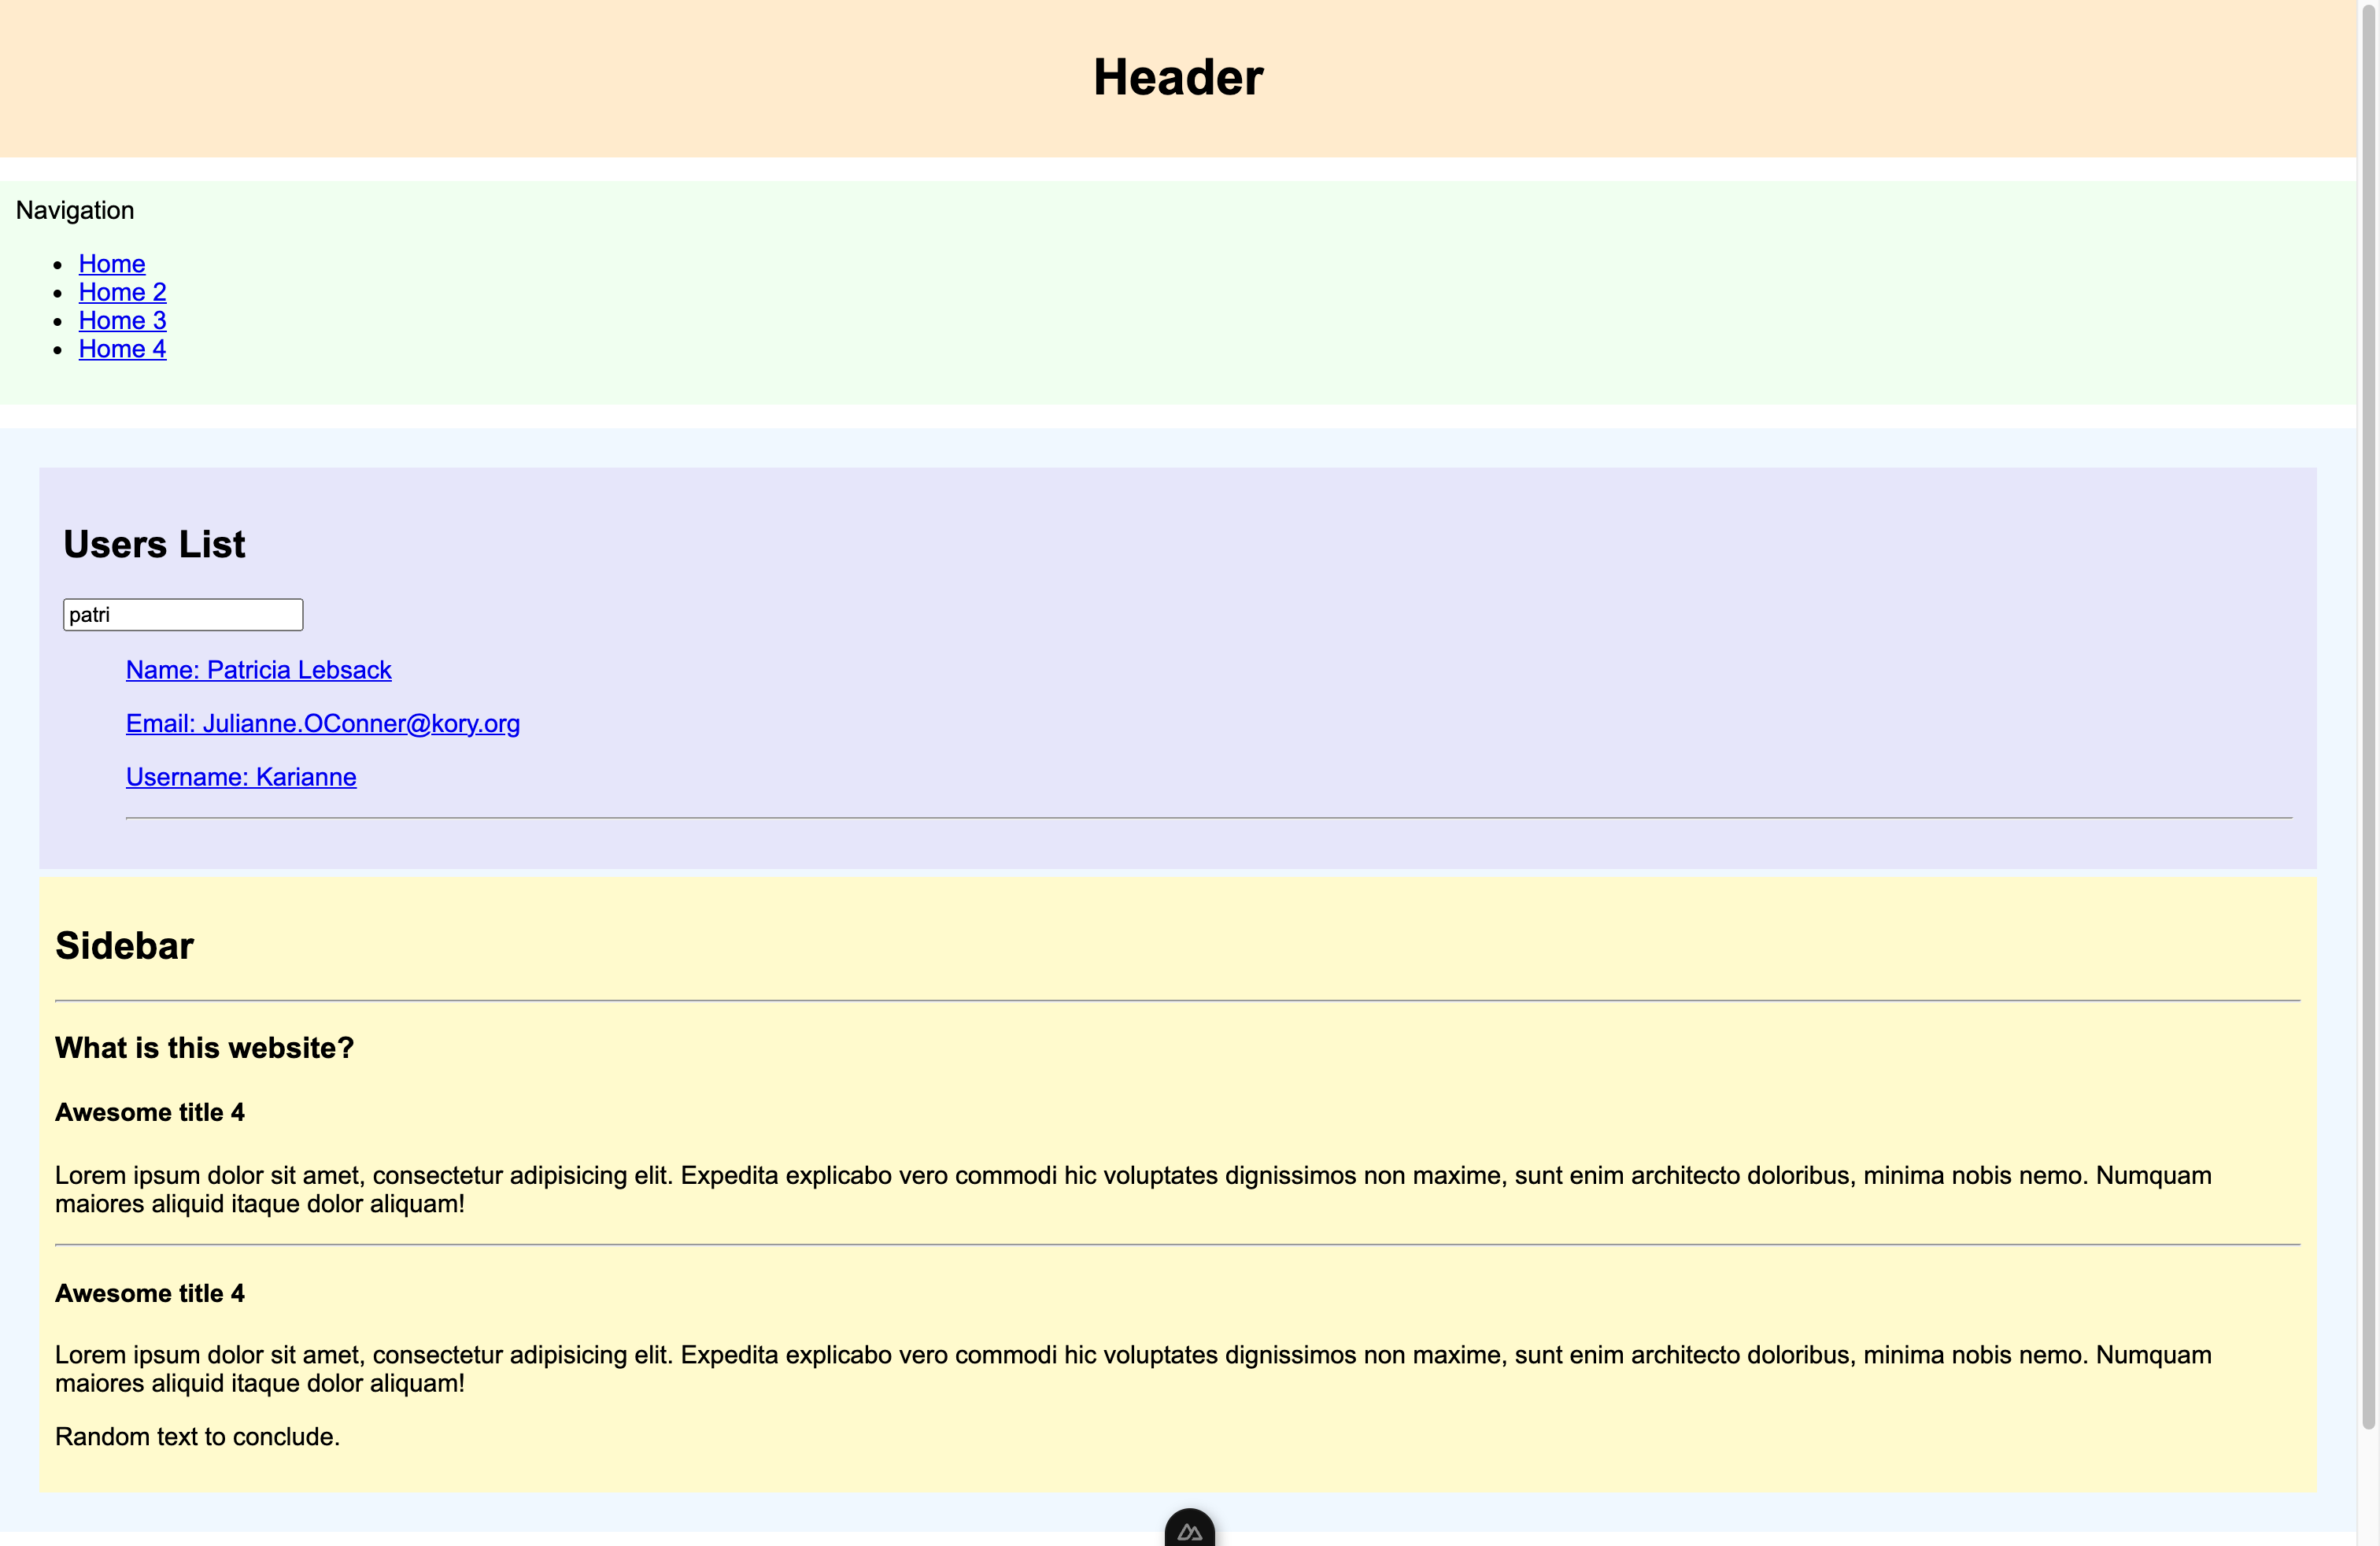 Header
Navigation
Home
Home 2
Home 3
Home 4
Users List
patri
Name: Patricia Lebsack
Email: Julianne.OConner@kory.org
Username: Karianne
Sidebar
What is this website?
Awesome title 4
Lorem ipsum dolor sit amet, consectetur adipisicing elit. Expedita explicabo vero commodi hic voluptates dignissimos non maxime, sunt enim architecto doloribus, minima nobis nemo. Numquam
maiores aliquid itaque dolor aliquam!
Awesome title 4
Lorem ipsum dolor sit amet, consectetur adipisicing elit. Expedita explicabo vero commodi hic voluptates dignissimos non maxime, sunt enim architecto doloribus, minima nobis nemo. Numquam
maiores aliquid itaque dolor aliquam!
Random text to conclude.